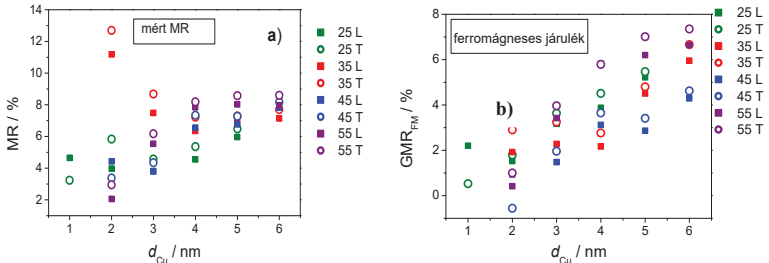 mért MR
a)
14
12
10
8
6
4
2
0
MR / %
1 2 3 4 5 6
d_Cu / nm
25 L
25 T
35 L
35 T
45 L
45 T
55 L
55 T
ferromágneses járulék
b)
8
6
4
2
0
GMR_FM / %
1 2 3 4 5 6
d_Cu / nm
25 L
25 T
35 L
35 T
45 L
45 T
55 L
55 T